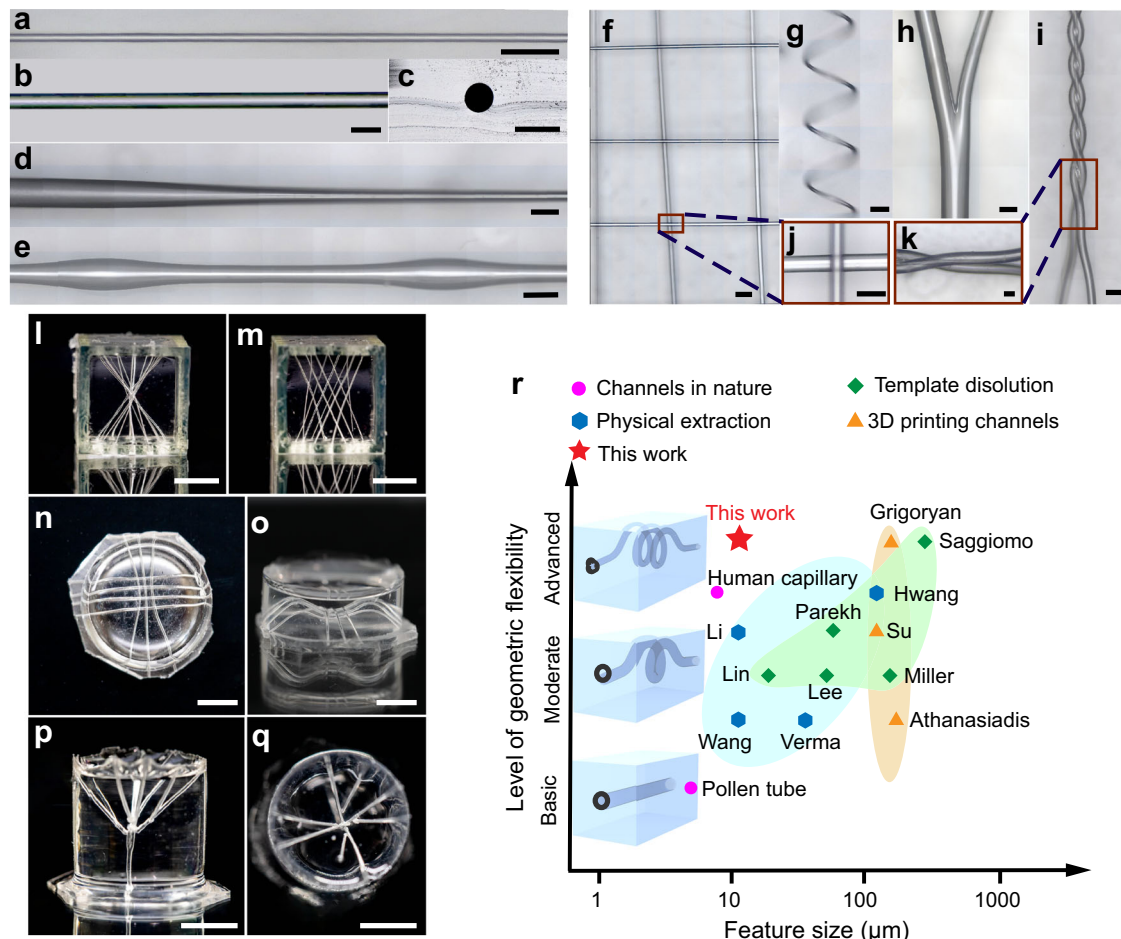 a
b
c
d
e
f
g
h
i
j
k
l
m
n
o
p
q
r
Channels in nature
Template disolution
Physical extraction
3D printing channels
This work
Level of geometric flexibility
Advanced
Moderate
Basic
This work
Grigoryan
Saggiomo
Human capillary
Hwang
Parekh
Li
Su
Lin
Lee
Miller
Wang
Verma
Athanasiadis
Pollen tube
1 10 100 1000
Feature size (µm)